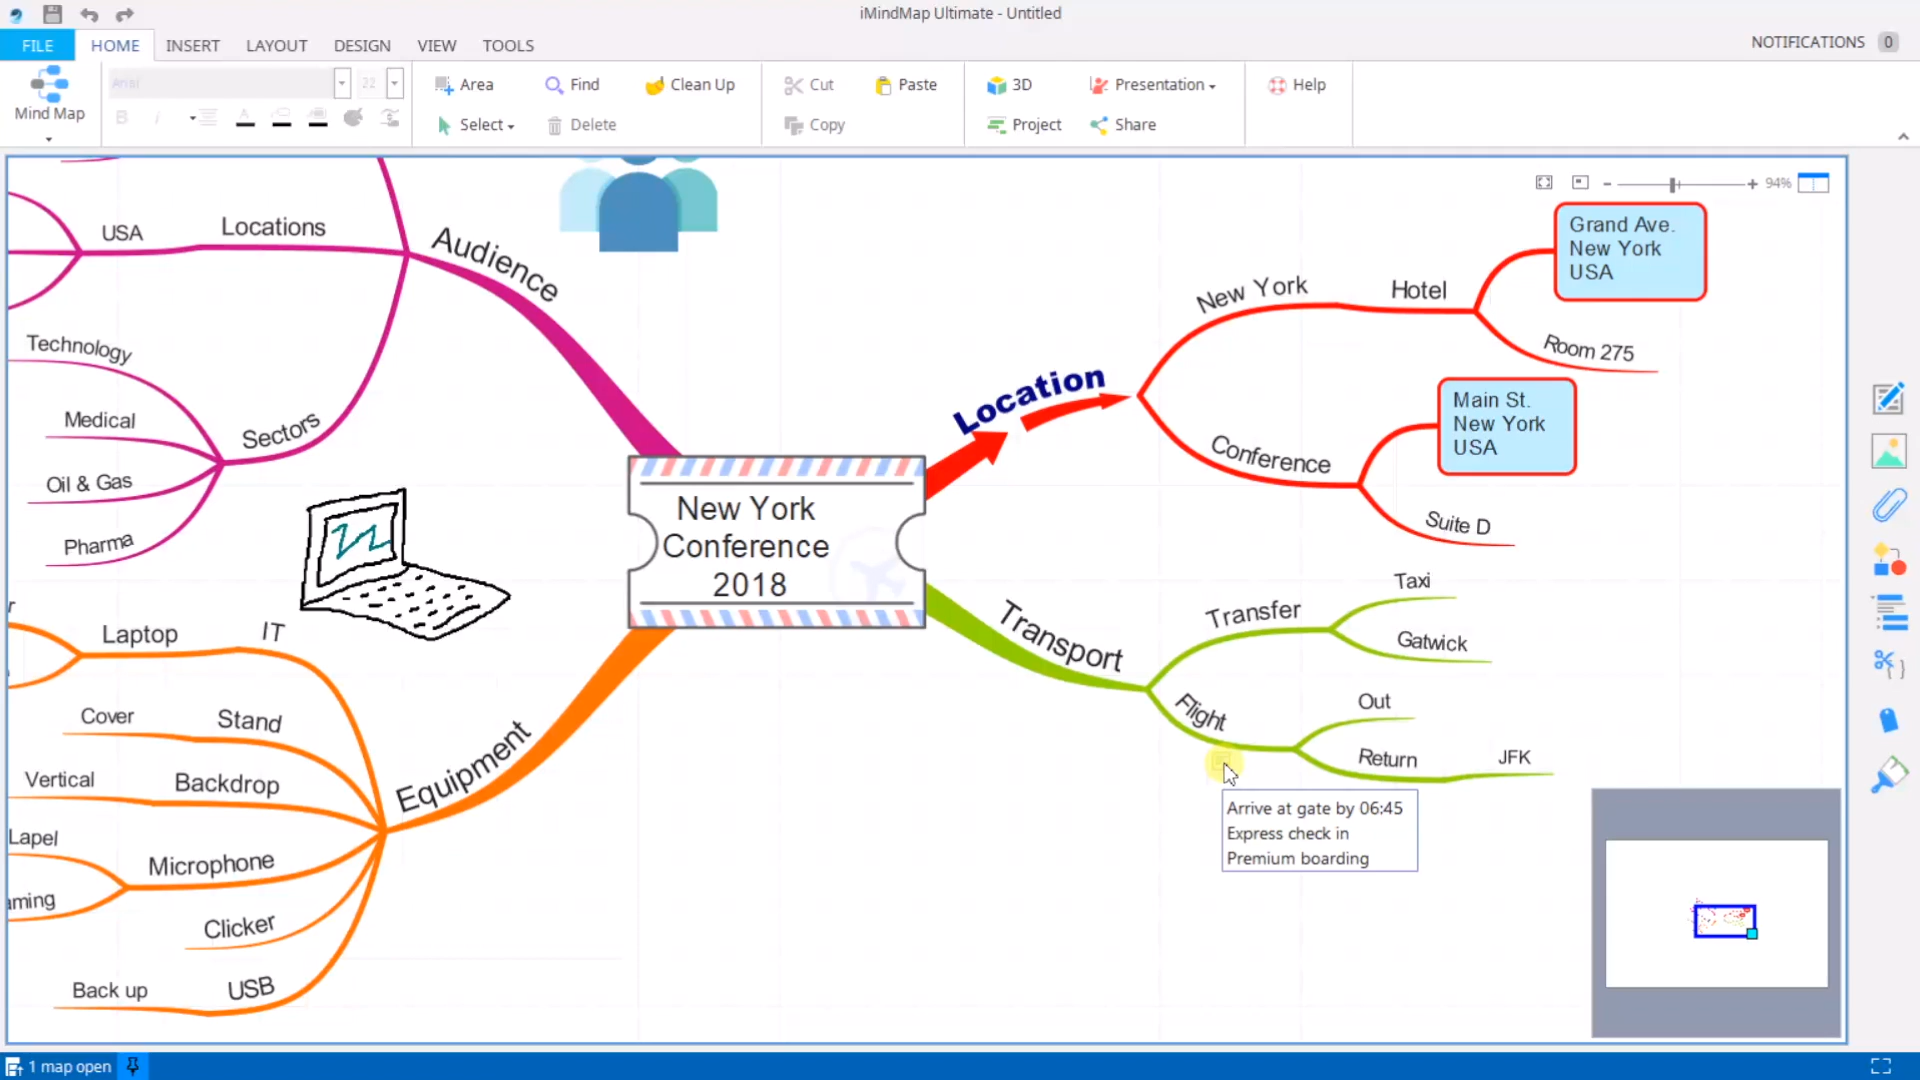 iMindMap Ultimate - Untitled
FILE HOME INSERT LAYOUT DESIGN VIEW TOOLS
NOTIFICATIONS 0
Mind Map
Arial 22
B i A
Area Find Clean Up
Select Delete
Cut Paste
Copy
3D Presentation
Project Share
Help
94%
USA Locations
Audience
Technology
Medical
Oil & Gas
Pharma
Sectors
New York
Conference
2018
Location
New York Hotel
Grand Ave.
New York
USA
Room 275
Conference
Main St.
New York
USA
Suite D
Transport
Transfer
Taxi
Gatwick
Flight
Out
Return JFK
Arrive at gate by 06:45
Express check in
Premium boarding
Equipment
Laptop IT
Cover Stand
Vertical Backdrop
Lapel
Microphone
aming
Clicker
Back up USB
1 map open